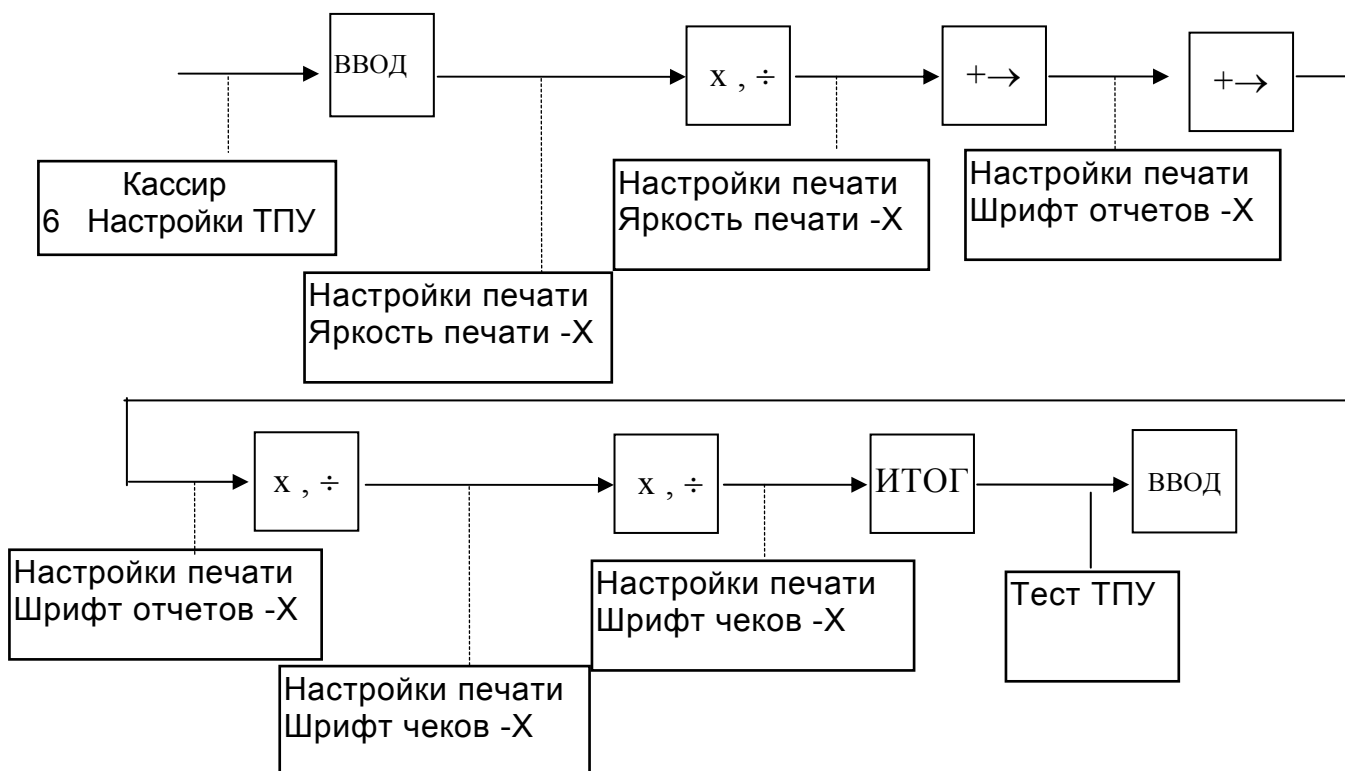 ВВОД
x , ÷
+→
+→
Кассир
6 Настройки ТПУ
Настройки печати
Яркость печати -X
Настройки печати
Яркость печати -X
Настройки печати
Шрифт отчетов -X
x , ÷
x , ÷
ИТОГ
ВВОД
Настройки печати
Шрифт отчетов -X
Настройки печати
Шрифт чеков -X
Настройки печати
Шрифт чеков -X
Тест ТПУ